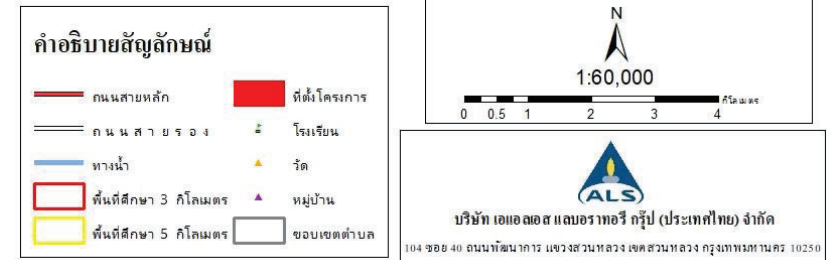 คำอธิบายสัญลักษณ์
ถนนสายหลัก ที่ตั้งโครงการ
ถนนสายรอง โรงเรียน
ทางน้ำ วัด
พื้นที่ศึกษา 3 กิโลเมตร หมู่บ้าน
พื้นที่ศึกษา 5 กิโลเมตร ขอบเขตตำบล
N
1:60,000
กิโลเมตร
0 0.5 1 2 3 4
ALS
บริษัท เอแอลเอส แลบอราทอรี่ กรุ๊ป (ประเทศไทย) จำกัด
104 ซอย 40 ถนนพัฒนาการ แขวงสวนหลวง เขตสวนหลวง กรุงเทพมหานคร 10250